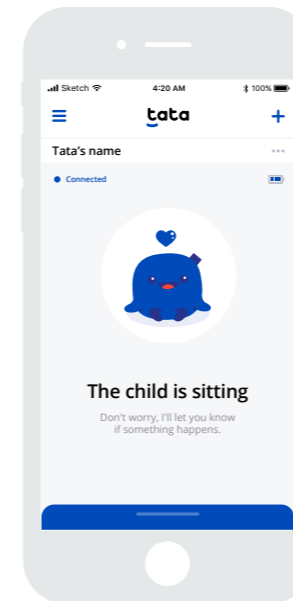 Sketch 4:20 AM 100%
tata
Tata's name
Connected
The child is sitting
Don't worry, I'll let you know
if something happens.